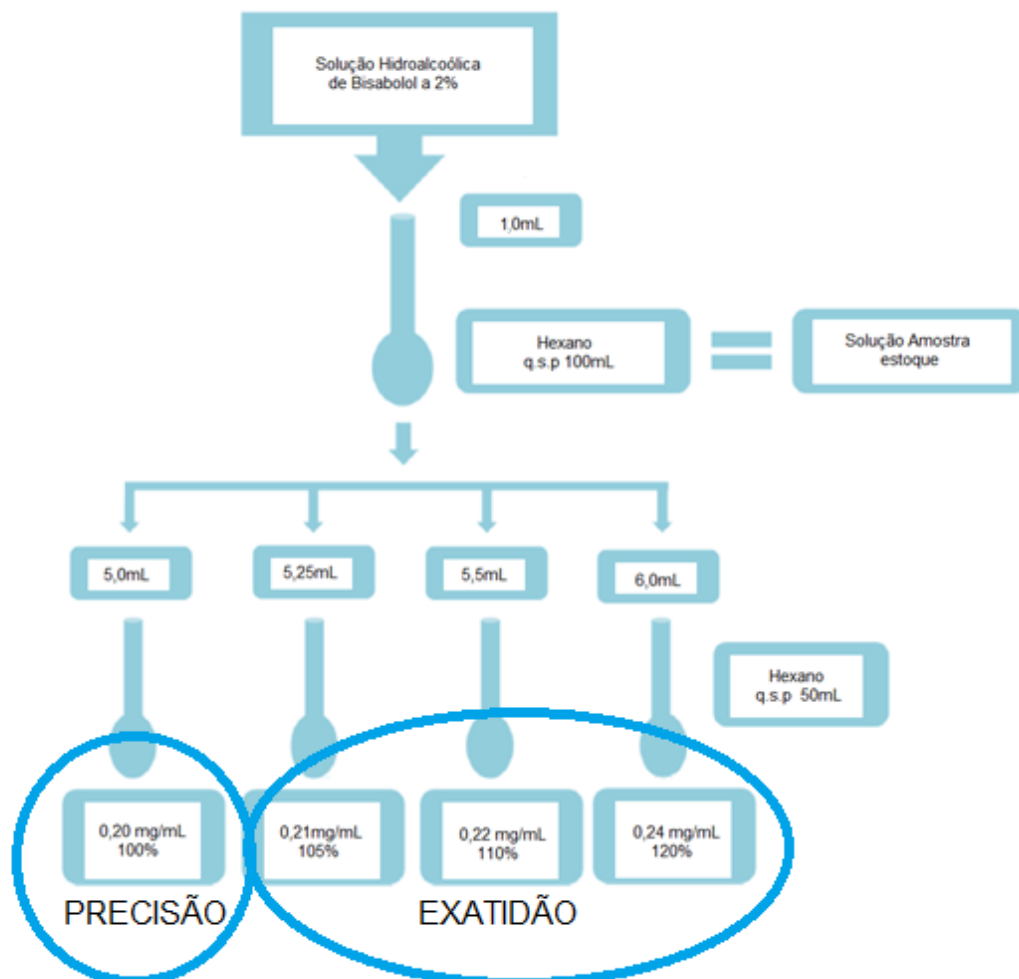 Solução Hidroalcoólica
de Bisabolol a 2%
1,0mL
Hexano
q.s.p 100mL
Solução Amostra
estoque
5,0mL
5,25mL
5,5mL
6,0mL
Hexano
q.s.p 50mL
0,20 mg/mL
100%
0,21mg/mL
105%
0,22 mg/mL
110%
0,24 mg/mL
120%
PRECISÃO
EXATIDÃO